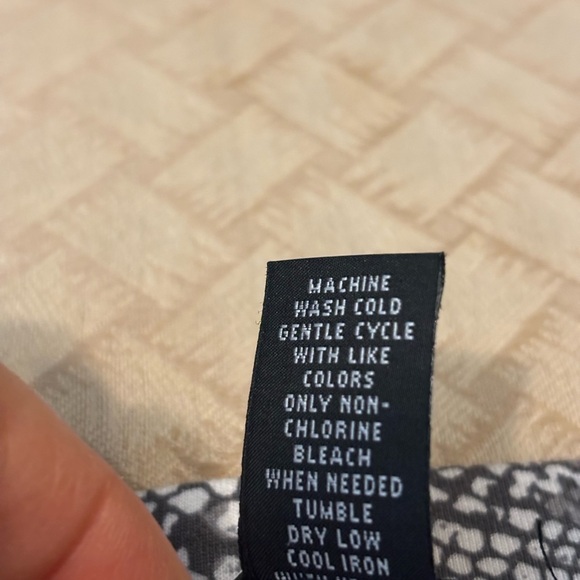 MACHINE
WASH COLD
GENTLE CYCLE
WITH LIKE
COLORS
ONLY NON-
CHLORINE
BLEACH
WHEN NEEDED
TUMBLE
DRY LOW
COOL IRON